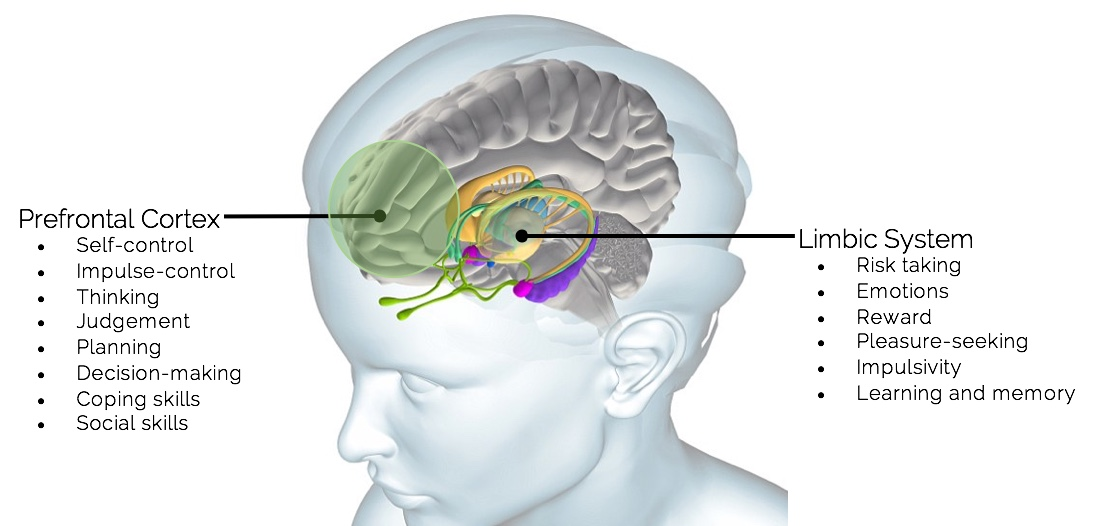 Prefrontal Cortex
• Self-control
• Impulse-control
• Thinking
• Judgement
• Planning
• Decision-making
• Coping skills
• Social skills
Limbic System
• Risk taking
• Emotions
• Reward
• Pleasure-seeking
• Impulsivity
• Learning and memory